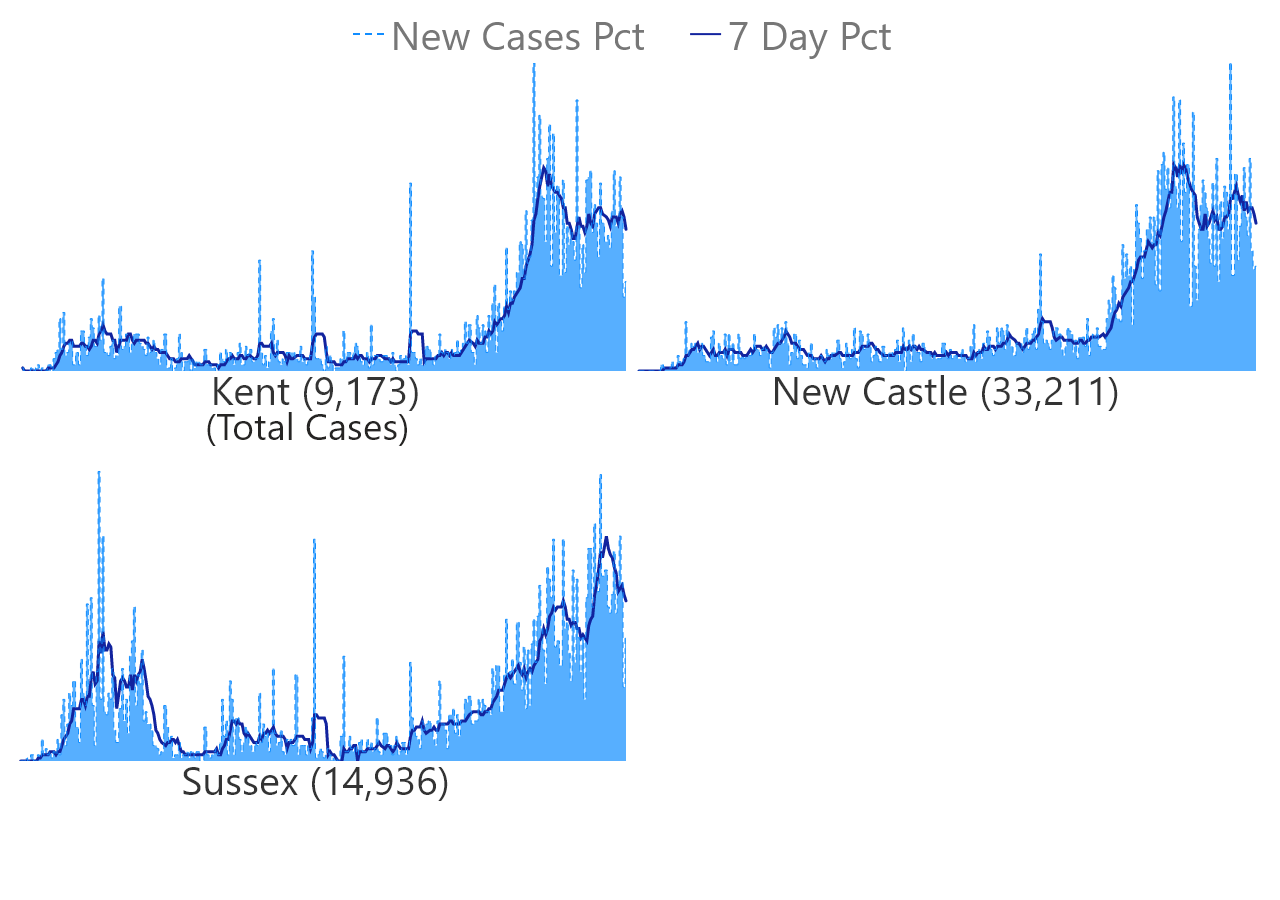 New Cases Pct 7 Day Pct
Kent (9,173)
(Total Cases)
New Castle (33,211)
Sussex (14,936)